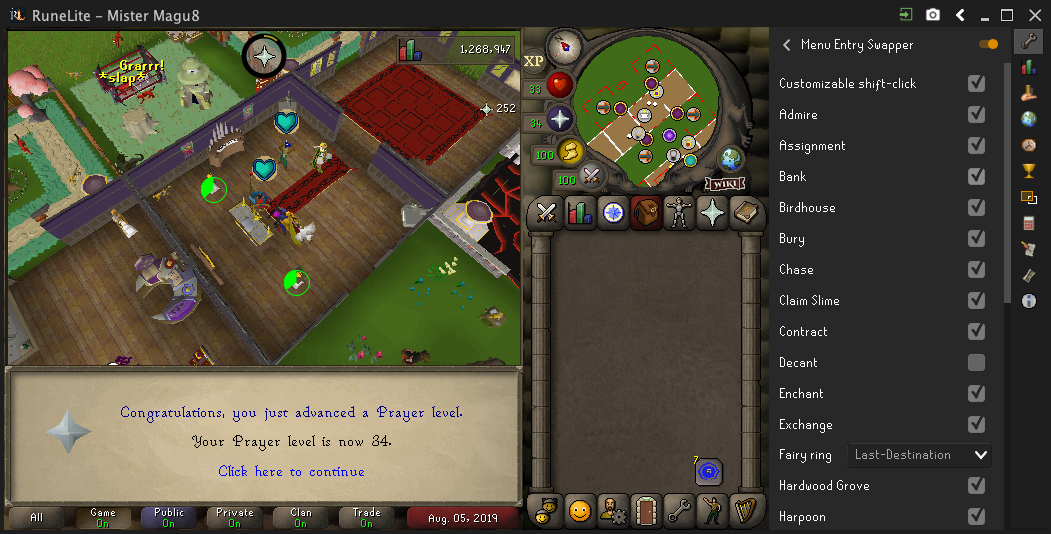 RuneLite - Mister Magu8
Grarrr!
*slap*
1,268,947
252
XP
33
34
100
100
WIKI
7
Congratulations, you just advanced a Prayer level.
Your Prayer level is now 34.
Click here to continue
All
Game
On
Public
On
Private
On
Clan
On
Trade
On
Aug. 05, 2019
Menu Entry Swapper
Customizable shift-click
Admire
Assignment
Bank
Birdhouse
Bury
Chase
Claim Slime
Contract
Decant
Enchant
Exchange
Fairy ring Last-Destination
Hardwood Grove
Harpoon